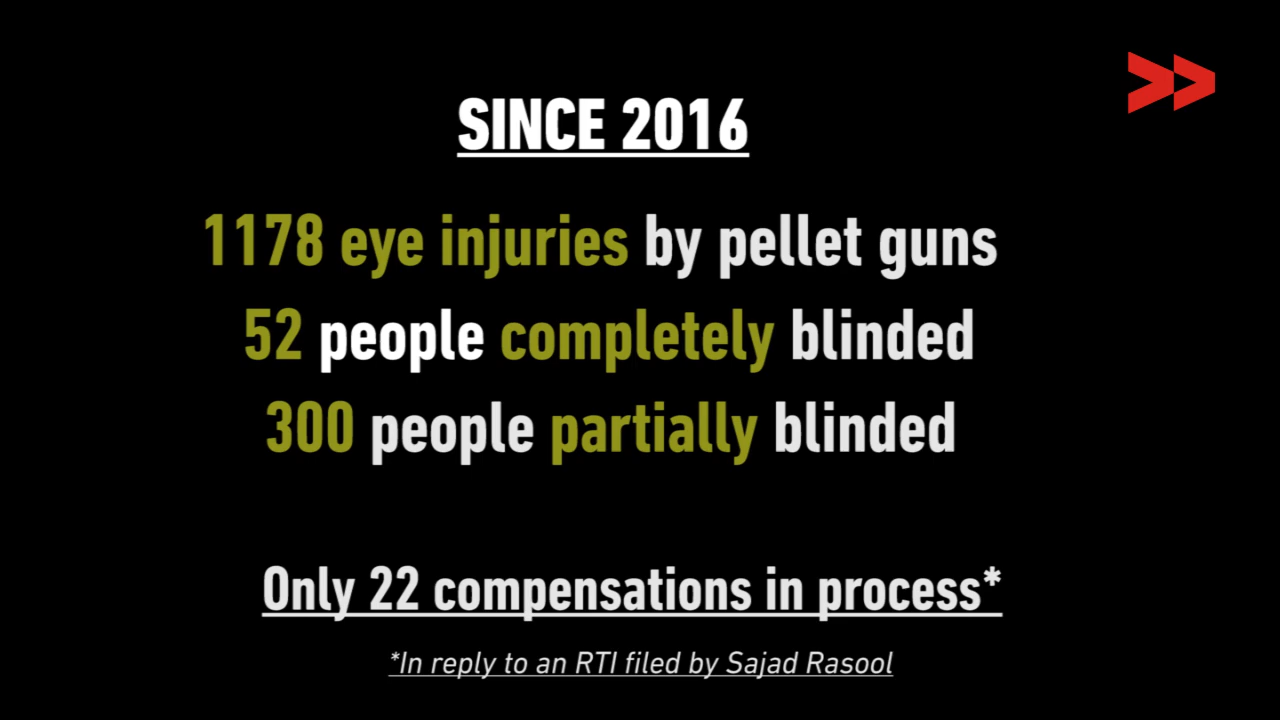 SINCE 2016
1178 eye injuries by pellet guns
52 people completely blinded
300 people partially blinded
Only 22 compensations in process*
*In reply to an RTI filed by Sajad Rasool